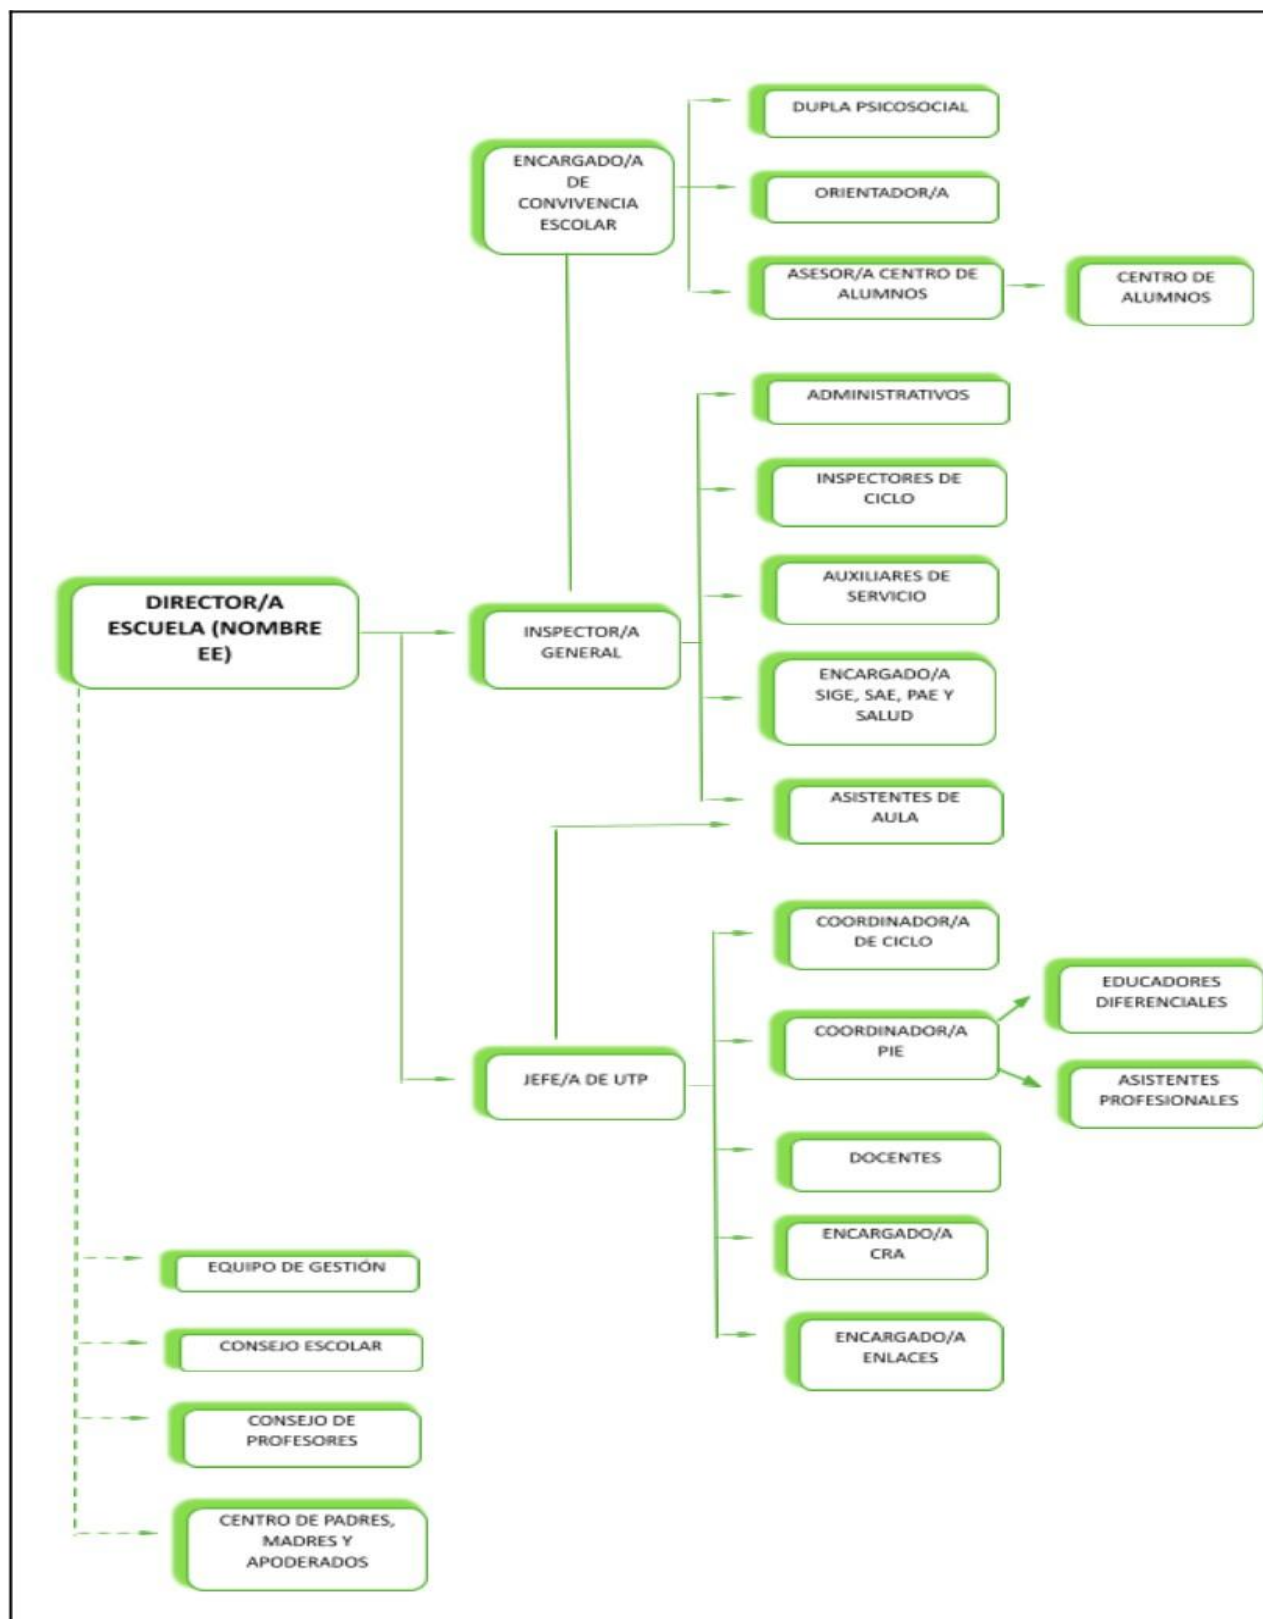 DUPLA PSICOSOCIAL
ENCARGADO/A
DE
CONVIVENCIA
ESCOLAR
ORIENTADOR/A
ASESOR/A CENTRO DE
ALUMNOS
CENTRO DE
ALUMNOS
ADMINISTRATIVOS
INSPECTORES DE
CICLO
AUXILIARES DE
SERVICIO
DIRECTOR/A
ESCUELA (NOMBRE
EE)
INSPECTOR/A
GENERAL
ENCARGADO/A
SIGE, SAE, PAE Y
SALUD
ASISTENTES DE
AULA
COORDINADOR/A
DE CICLO
EDUCADORES
DIFERENCIALES
COORDINADOR/A
PIE
JEFE/A DE UTP
ASISTENTES
PROFESIONALES
DOCENTES
ENCARGADO/A
CRA
EQUIPO DE GESTIÓN
CONSEJO ESCOLAR
ENCARGADO/A
ENLACES
CONSEJO DE
PROFESORES
CENTRO DE PADRES,
MADRES Y
APODERADOS